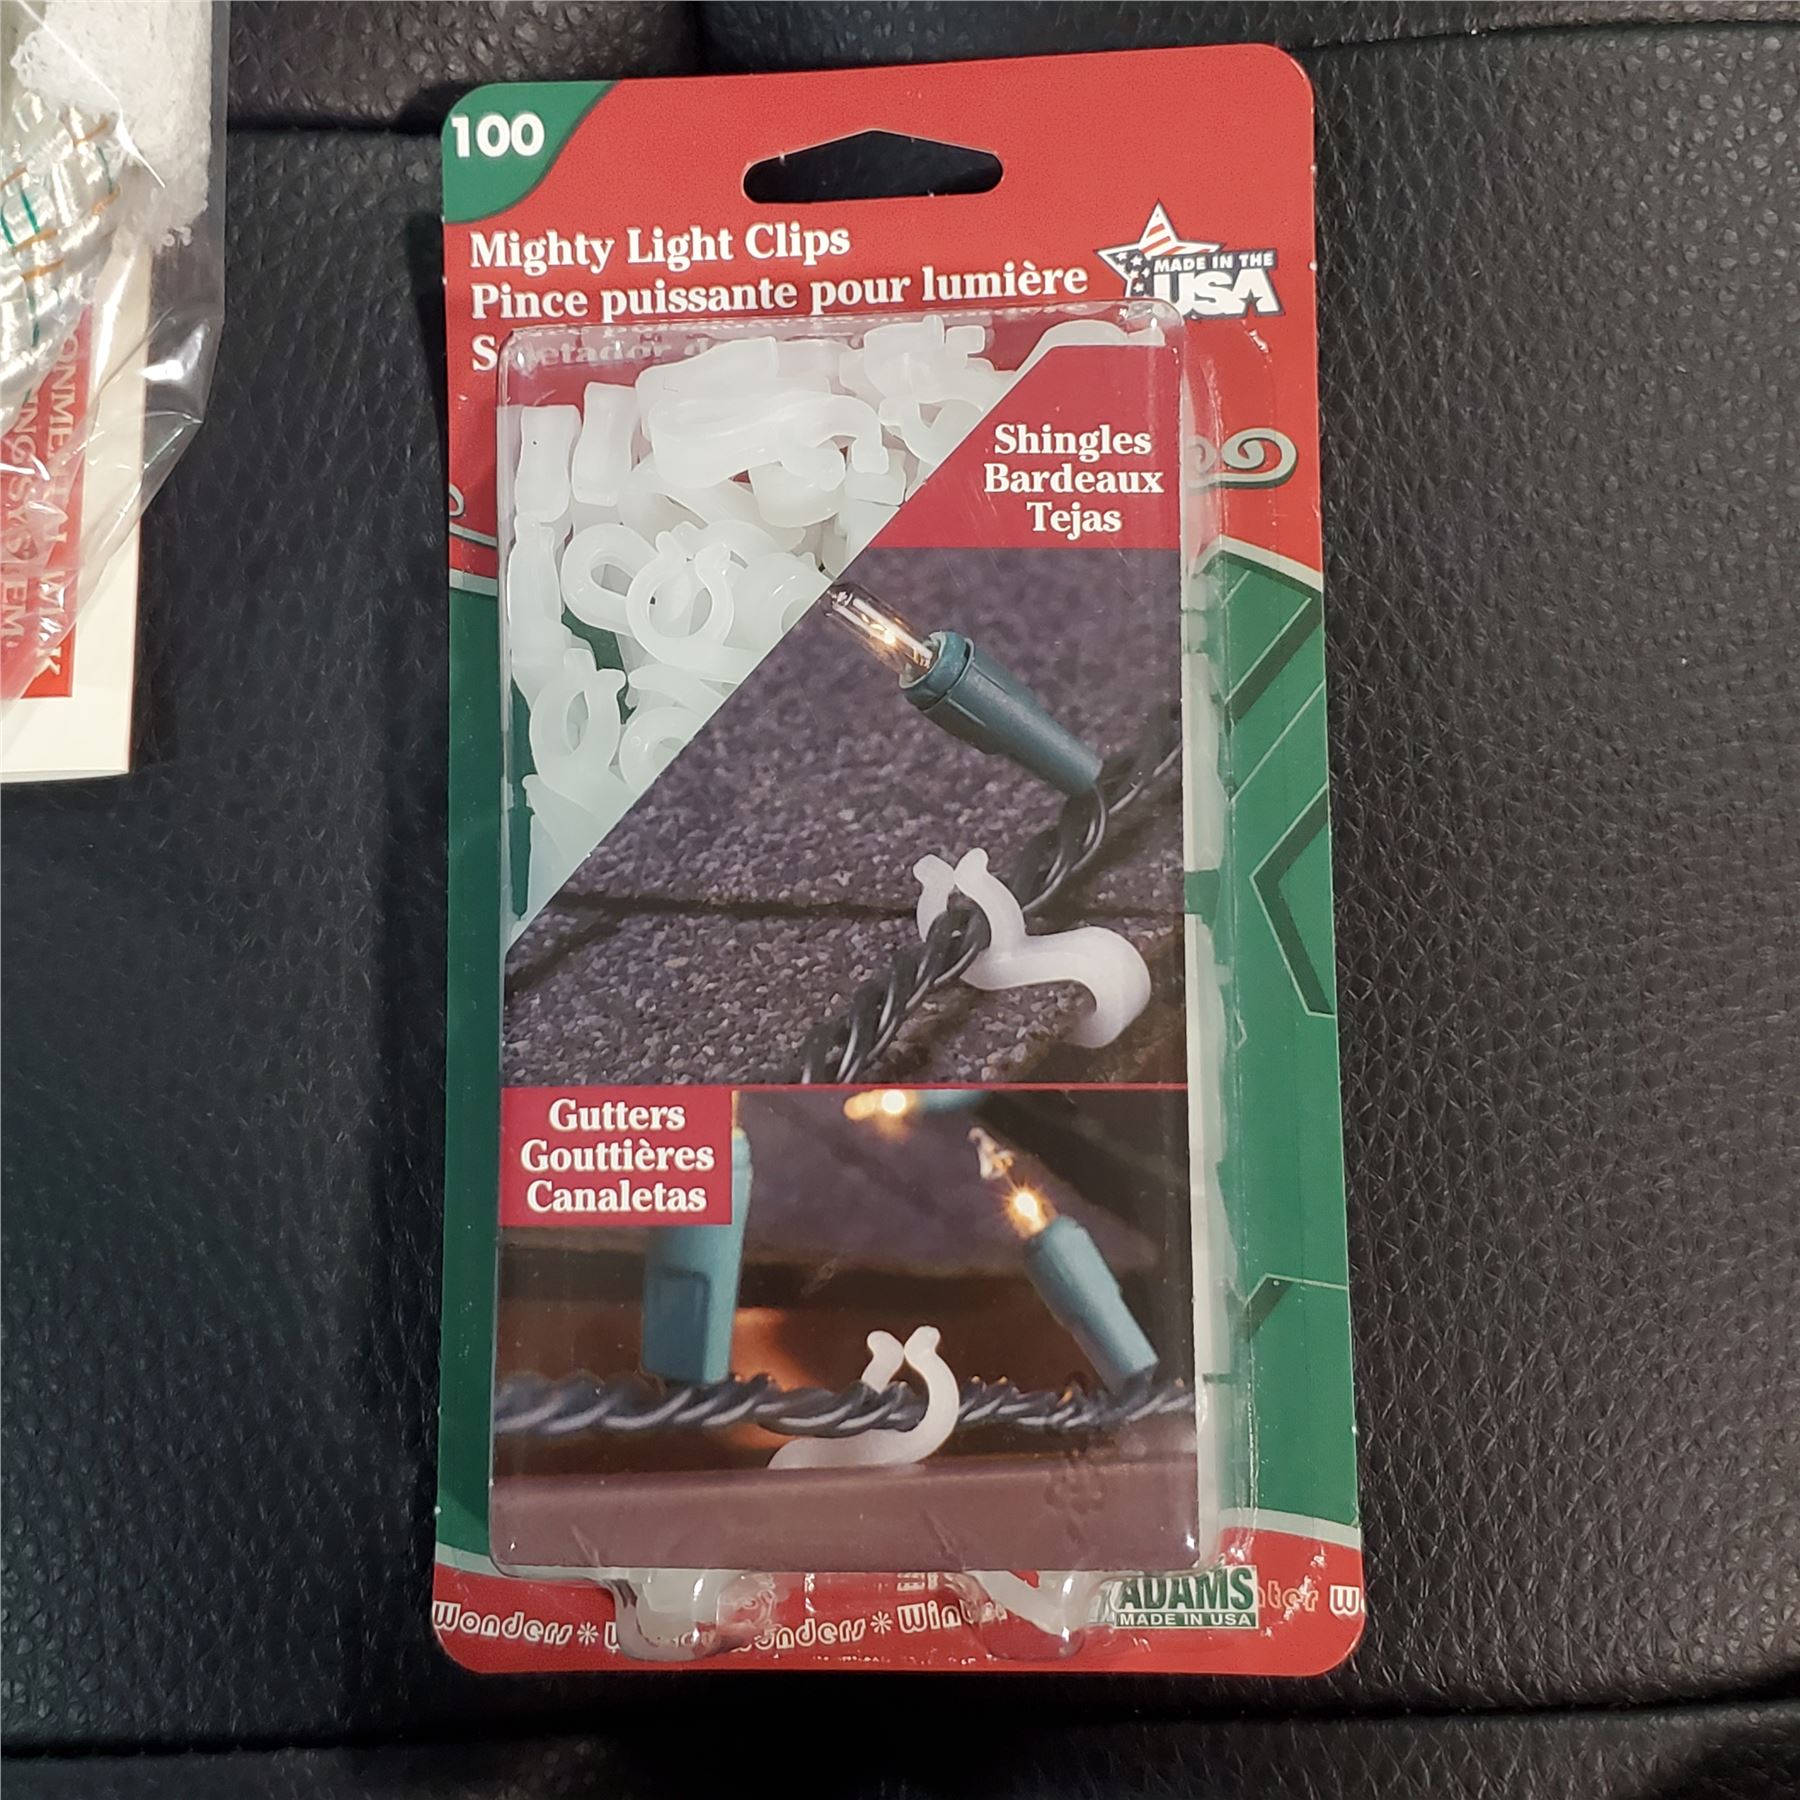 100
Mighty Light Clips
Pince puissante pour lumière
MADE IN THE
USA
Shingles
Bardeaux
Tejas
Gutters
Gouttières
Canaletas
ADAMS
MADE IN USA
Wonders